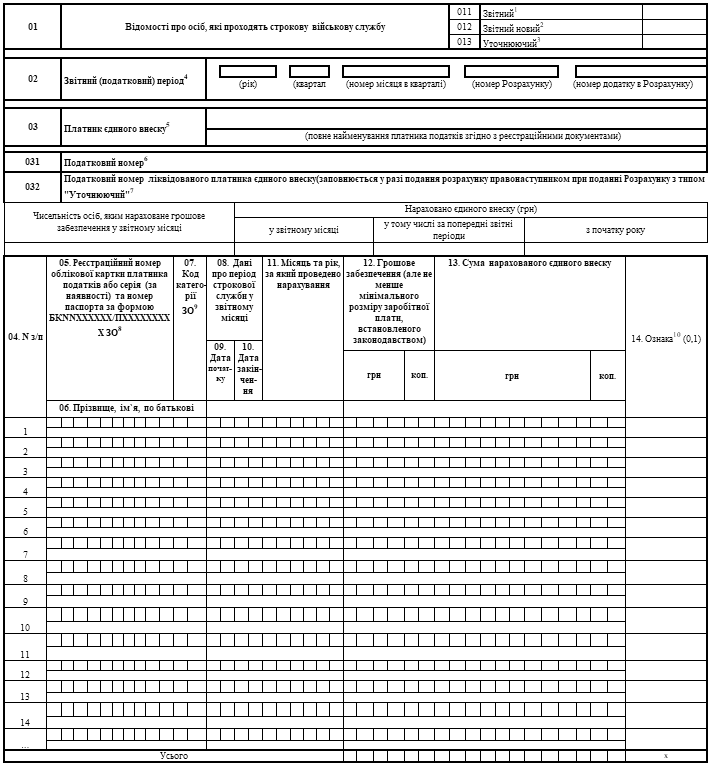 01
Відомості про осіб, які проходять строкову військову службу
011 Звітний1
012 Звітний новий2
013 Уточнюючий3
02
Звітний (податковий) період4
(рік) (квартал (номер місяця в кварталі) (номер Розрахунку) (номер додатку в Розрахунку)
03
Платник єдиного внеску5
(повне найменування платника податків згідно з реєстраційними документами)
031 Податковий номер6
032
Податковий номер ліквідованого платника єдиного внеску(заповнюється у разі подання розрахунку правонаступником при поданні Розрахунку з типом
"Уточнюючий"7
Чисельність осіб, яким нараховане грошове
забезпечення у звітному місяці
Нараховано єдиного внеску (грн)
у звітному місяці
у тому числі за попередні звітні
періоди
з початку року
04. N з/п
05. Реєстраційний номер
облікової картки платника
податків або серія (за
наявності) та номер
паспорта за формою
БКNNXXXXXX/ПXXXXXXXX
X ЗО8
07.
Код
катего-
рії
ЗО9
08. Дані
про період
строкової
служби у
звітному
місяці
09.
Дата
почат-
ку
10.
Дата
закін-
чен-
ня
11. Місяць та рік,
за який проведено
нарахування
12. Грошове
забезпечення (але не
менше
мінімального
розміру заробітної
плати,
встановленого
законодавством)
грн коп.
13. Сума нарахованого єдиного внеску
грн коп.
14. Ознака10 (0,1)
06. Прізвище, ім`я, по батькові
1
2
3
4
5
6
7
8
9
10
11
12
13
14
...
Усього х